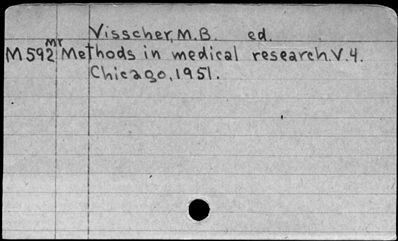 Visscher, M.B. ed.
M592 mr Methods in medical research. V.4.
Chicago, 1951.